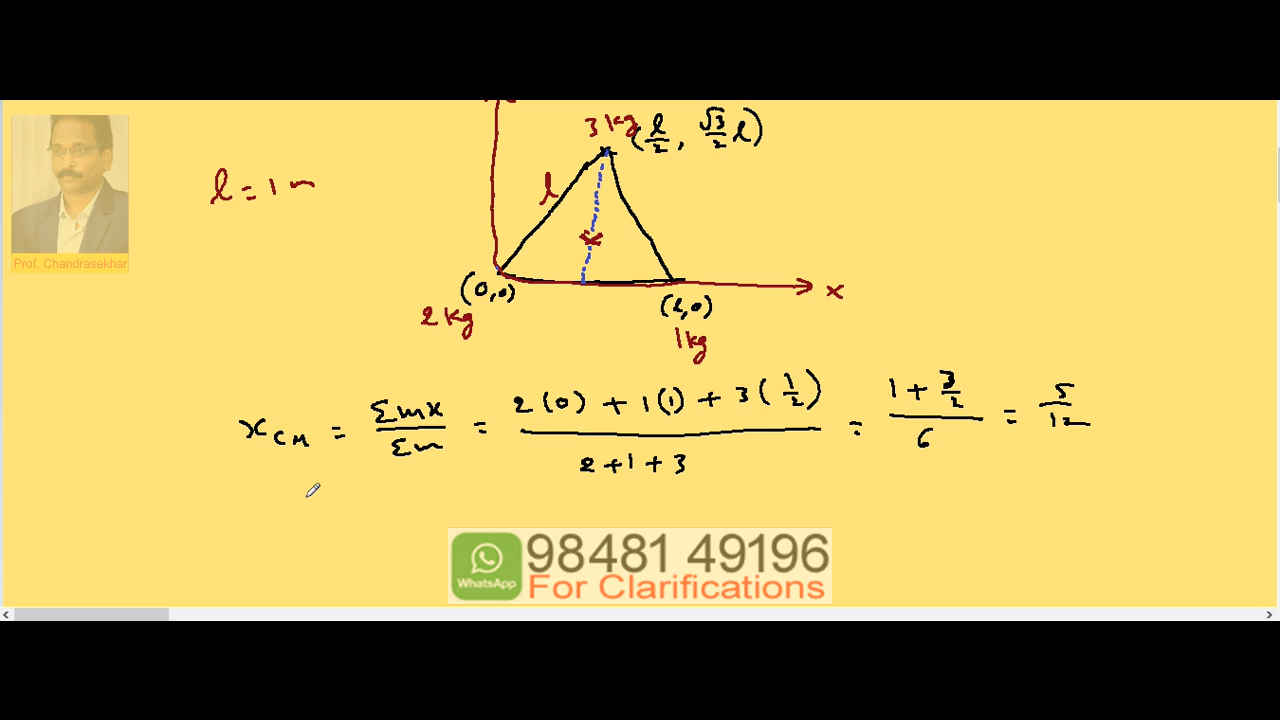 3 kg (l/2, √3/2 l)
l = 1 m
l
Prof. Chandrasekhar
(0,0)
x
(l,0)
2 kg
1 kg
x_CM = Σmx/Σm = (2(0) + 1(1) + 3(1/2))/(2+1+3) = (1 + 3/2)/6 = 5/12
98481 49196
WhatsApp
For Clarifications